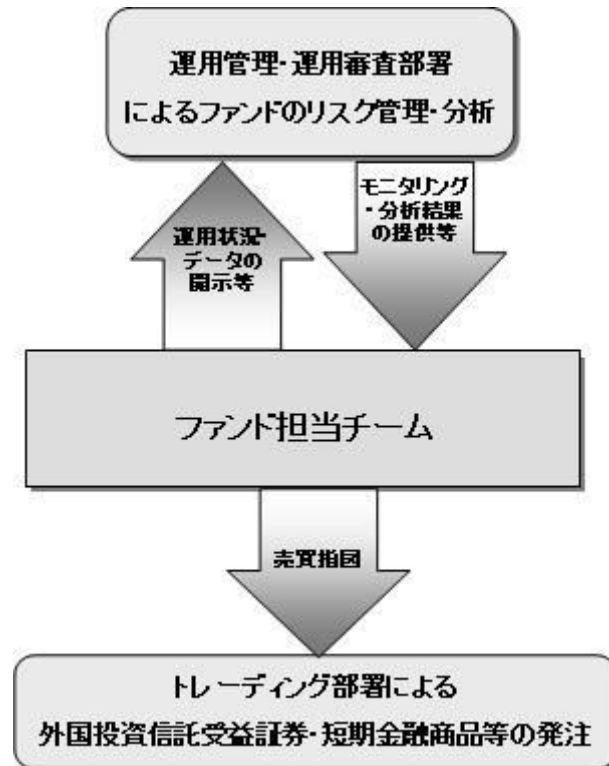 運用管理・運用審査部署
によるファンドのリスク管理・分析
運用状況・
データの
開示等
モニタリング
・分析結果
の提供等
ファンド担当チーム
売買指図
トレーディング部署による
外国投資信託受益証券・短期金融商品等の発注